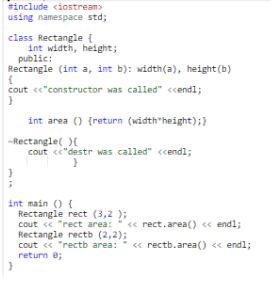 #include <iostream>
using namespace std;
class Rectangle {
int width, height;
public:
Rectangle (int a, int b): width(a), height(b)
{
cout <<"constructor was called" <<endl;
}
int area () {return (width*height);}
~Rectangle( ){
cout <<"destr was called" <<endl;
}
}
;
int main () {
Rectangle rect (3,2 );
cout << "rect area: " << rect.area() << endl;
Rectangle rectb (2,2);
cout << "rectb area: " << rectb.area() << endl;
return 0;
}